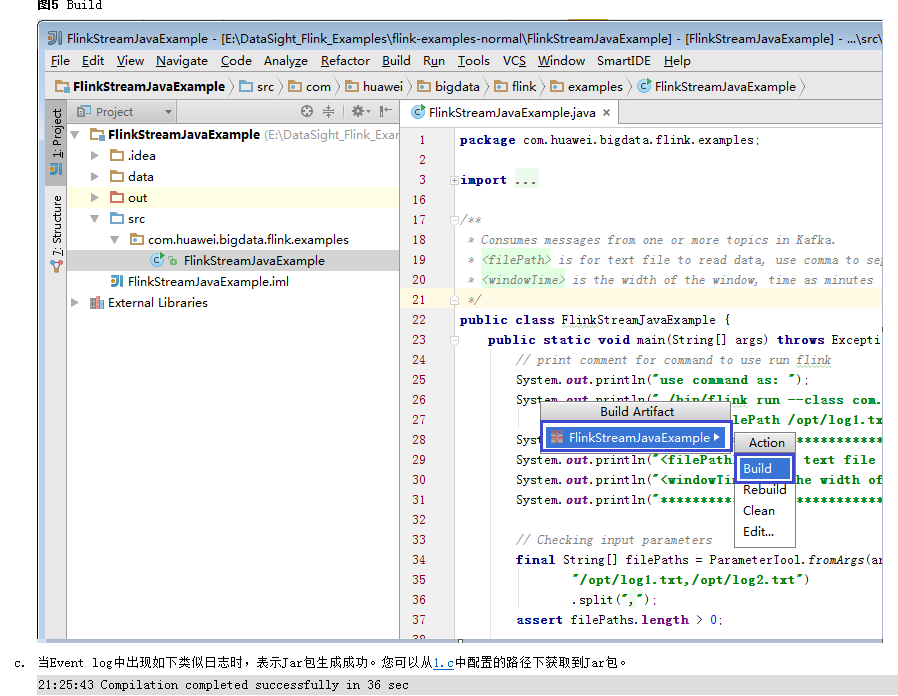 图5 Build
FlinkStreamJavaExample - [E:\DataSight_Flink_Examples\flink-examples-normal\FlinkStreamJavaExample] - [FlinkStreamJavaExample] - ...\src\
File Edit View Navigate Code Analyze Refactor Build Run Tools VCS Window SmartIDE Help
FlinkStreamJavaExample src com huawei bigdata flink examples FlinkStreamJavaExample
1: Project
7: Structure
Project
FlinkStreamJavaExample (E:\DataSight_Flink_Exar
.idea
data
out
src
com.huawei.bigdata.flink.examples
FlinkStreamJavaExample
FlinkStreamJavaExample.iml
External Libraries
FlinkStreamJavaExample.java ×
1 package com.huawei.bigdata.flink.examples;
2
3 import ...
16
17 /**
18 * Consumes messages from one or more topics in Kafka.
19 * <filePath> is for text file to read data, use comma to se
20 * <windowTime> is the width of the window, time as minutes
21 */
22 public class FlinkStreamJavaExample {
23 public static void main(String[] args) throws Excepti
24 // print comment for command to use run flink
25 System.out.println("use command as: ");
26 System.out.println("./bin/flink run --class com.
27 lePath /opt/log1.tx
28 Syst ************
29 System.out.println("<filePath text file
30 System.out.println("<windowTi he width of
31 System.out.println("************************
32
33 // Checking input parameters
34 final String[] filePaths = ParameterTool.fromArgs(ar
35 "/opt/log1.txt,/opt/log2.txt")
36 .split(",");
37 assert filePaths.length > 0;
38
Build Artifact
FlinkStreamJavaExample
Action
Build
Rebuild
Clean
Edit...
c. 当Event log中出现如下类似日志时，表示Jar包生成成功。您可以从1.c中配置的路径下获取到Jar包。
21:25:43 Compilation completed successfully in 36 sec